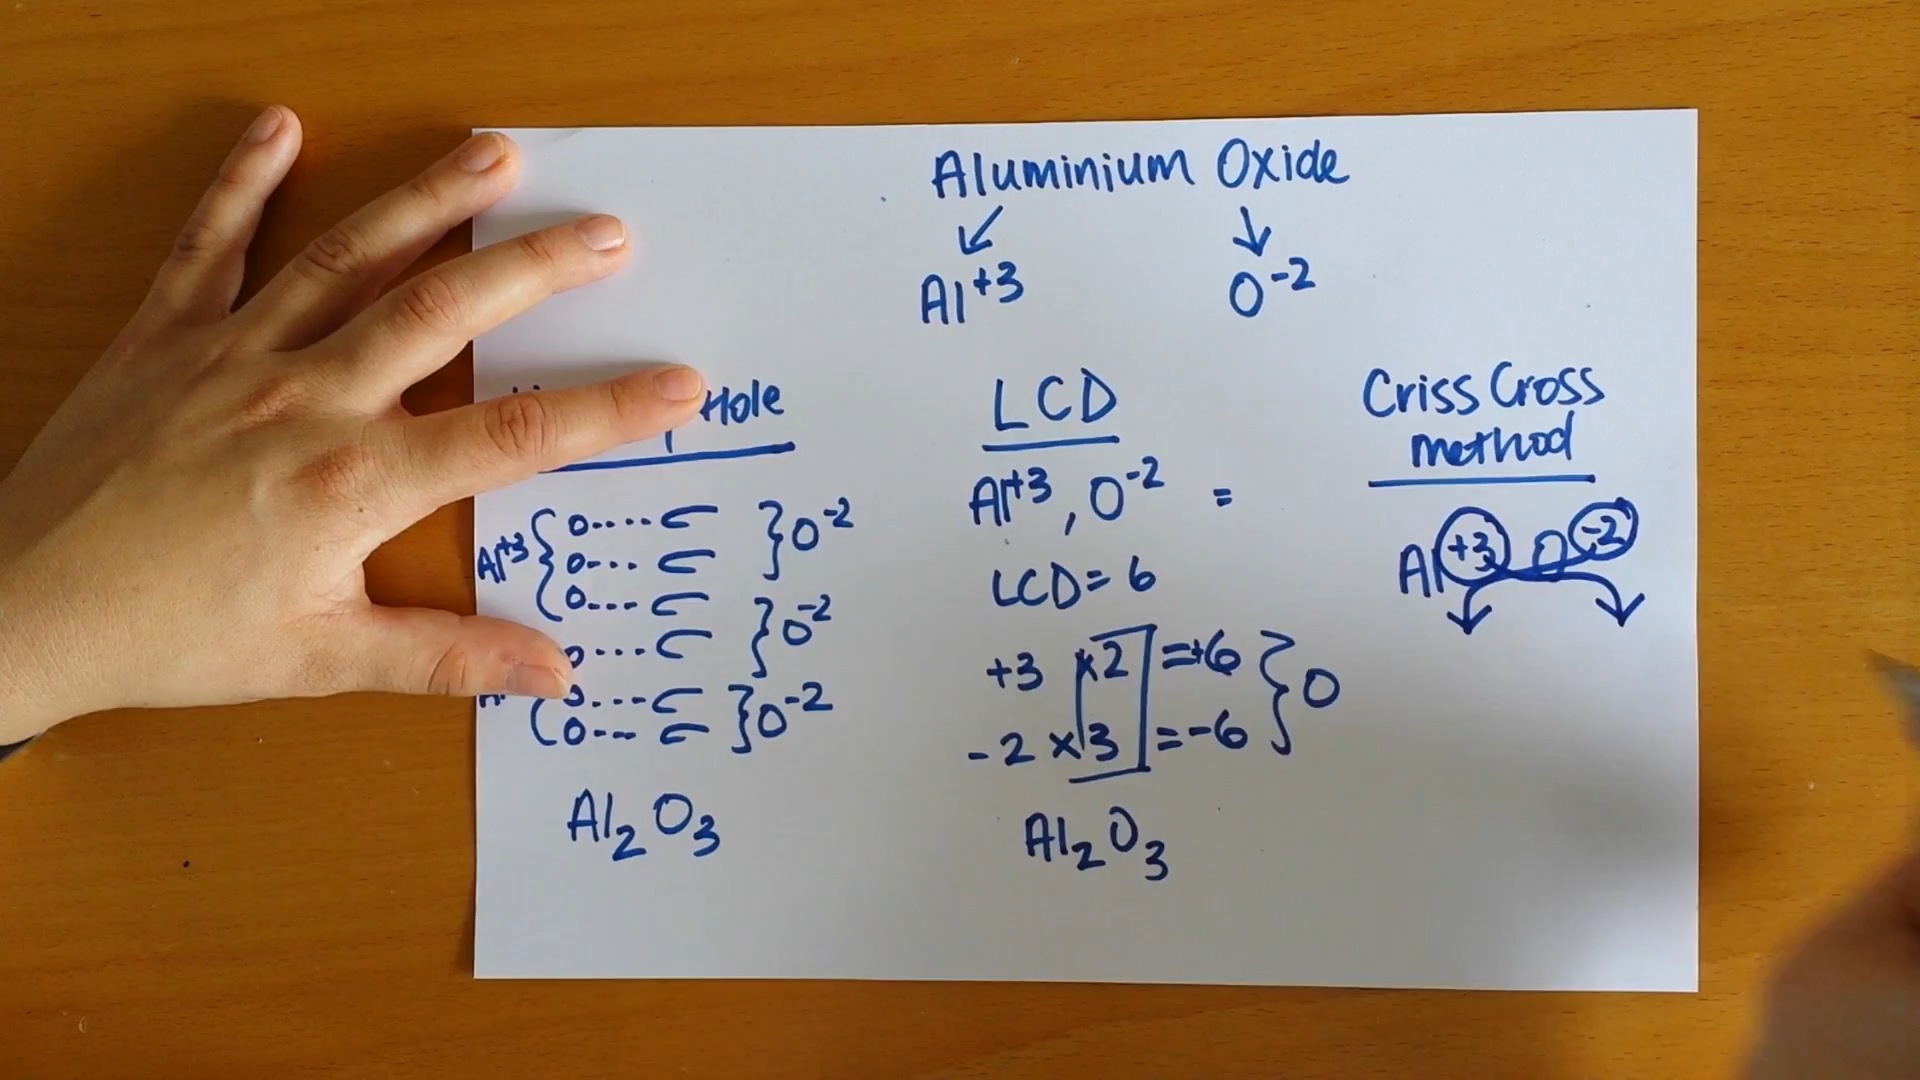 Aluminium Oxide
Al+3 O-2
Hole
Al+3 { o.... } O-2
o...
o... } O-2
o...
o.... } O-2
o---
Al2O3
LCD
Al+3, O-2 =
LCD = 6
+3 x2 = +6 } 0
-2 x3 = -6
Al2O3
Criss Cross
method
Al+3 O-2